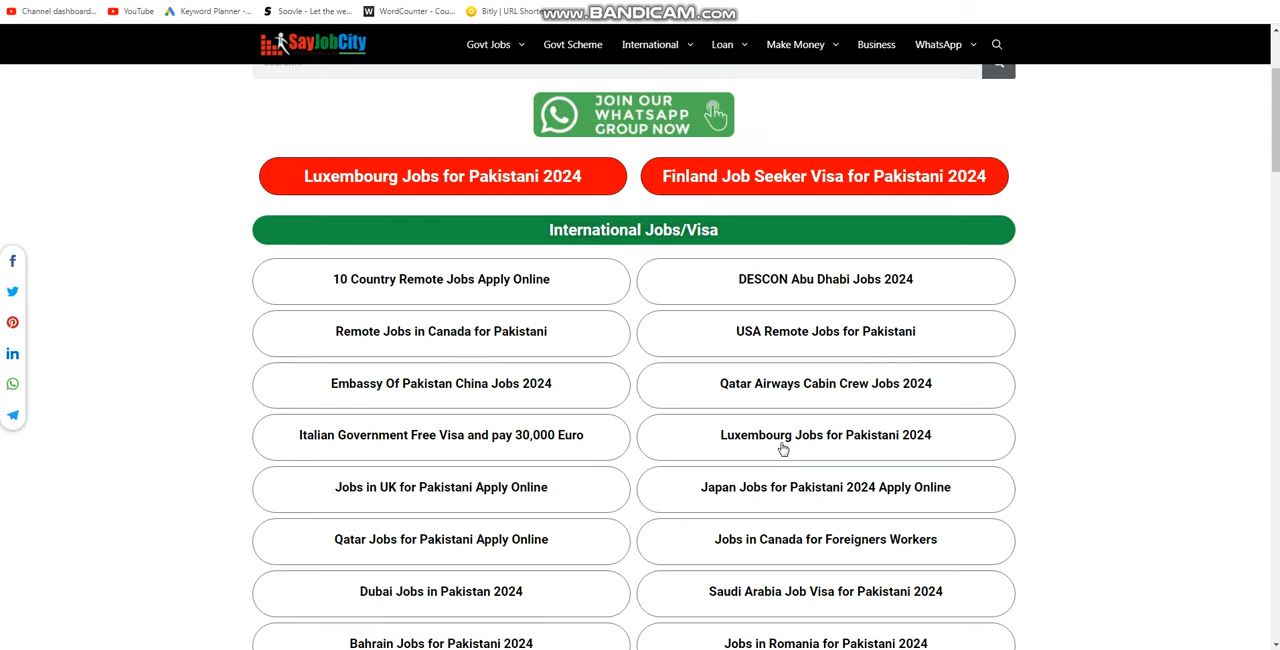 Channel dashboard... YouTube Keyword Planner -... Soovle - Let the we... WordCounter - Cou... Bitly | URL Shorte
www.BANDICAM.com
SayJobCity Govt Jobs Govt Scheme International Loan Make Money Business WhatsApp
JOIN OUR
WHATSAPP
GROUP NOW
Luxembourg Jobs for Pakistani 2024 Finland Job Seeker Visa for Pakistani 2024
International Jobs/Visa
10 Country Remote Jobs Apply Online DESCON Abu Dhabi Jobs 2024
Remote Jobs in Canada for Pakistani USA Remote Jobs for Pakistani
Embassy Of Pakistan China Jobs 2024 Qatar Airways Cabin Crew Jobs 2024
Italian Government Free Visa and pay 30,000 Euro Luxembourg Jobs for Pakistani 2024
Jobs in UK for Pakistani Apply Online Japan Jobs for Pakistani 2024 Apply Online
Qatar Jobs for Pakistani Apply Online Jobs in Canada for Foreigners Workers
Dubai Jobs in Pakistan 2024 Saudi Arabia Job Visa for Pakistani 2024
Bahrain Jobs for Pakistani 2024 Jobs in Romania for Pakistani 2024